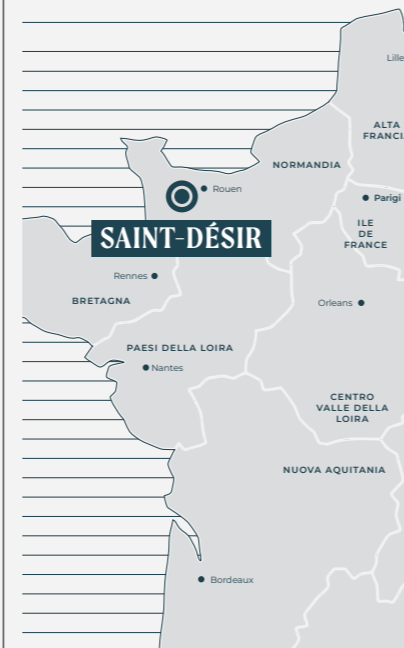 Lille
ALTA
FRANCI
NORMANDIA
Rouen
Parigi
ILE
DE
FRANCE
SAINT-DÉSIR
Rennes
BRETAGNA
Orleans
PAESI DELLA LOIRA
Nantes
CENTRO
VALLE DELLA
LOIRA
NUOVA AQUITANIA
Bordeaux